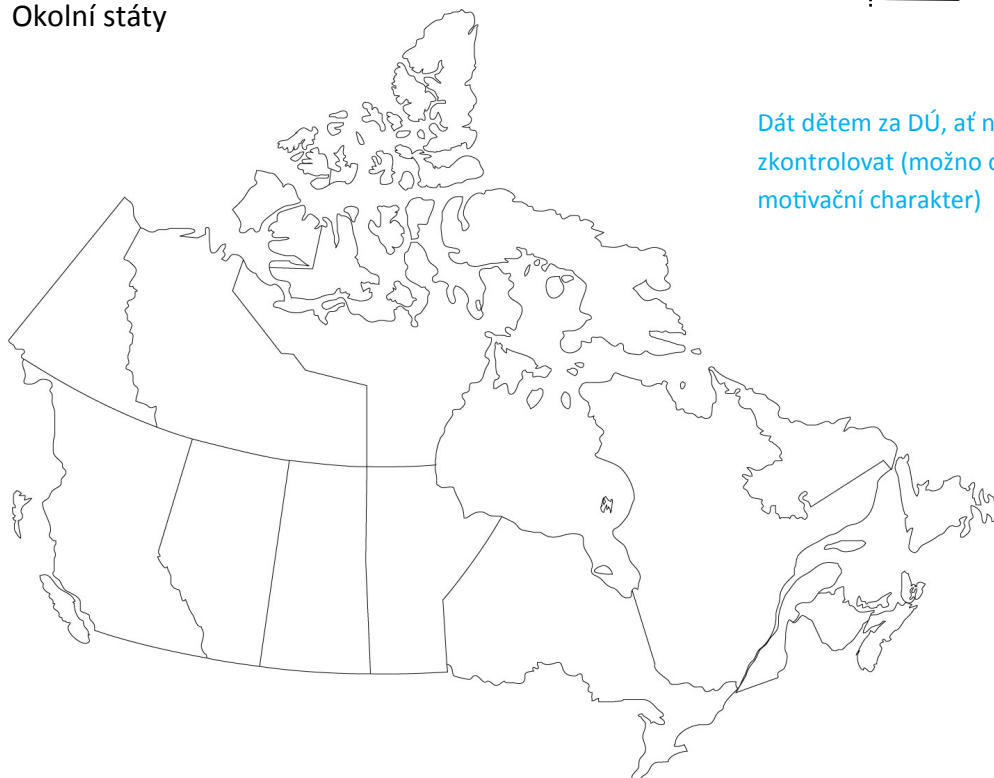 Okolní státy
Dát dětem za DÚ, ať
zkontrolovat (možno
motivační charakter)